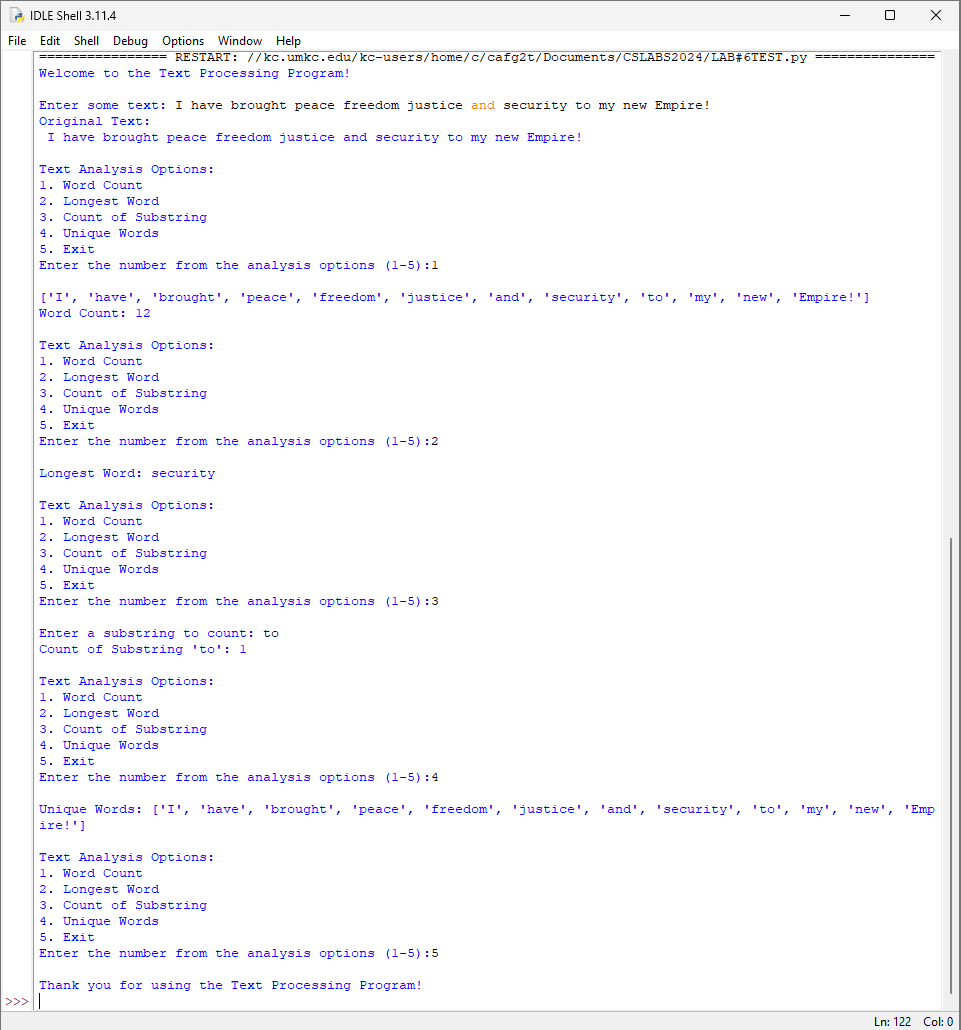 IDLE Shell 3.11.4
File Edit Shell Debug Options Window Help
================ RESTART: //kc.umkc.edu/kc-users/home/c/cafg2t/Documents/CSLABS2024/LAB#6TEST.py ===============
Welcome to the Text Processing Program!
Enter some text: I have brought peace freedom justice and security to my new Empire!
Original Text:
I have brought peace freedom justice and security to my new Empire!
Text Analysis Options:
1. Word Count
2. Longest Word
3. Count of Substring
4. Unique Words
5. Exit
Enter the number from the analysis options (1-5):1
['I', 'have', 'brought', 'peace', 'freedom', 'justice', 'and', 'security', 'to', 'my', 'new', 'Empire!']
Word Count: 12
Text Analysis Options:
1. Word Count
2. Longest Word
3. Count of Substring
4. Unique Words
5. Exit
Enter the number from the analysis options (1-5):2
Longest Word: security
Text Analysis Options:
1. Word Count
2. Longest Word
3. Count of Substring
4. Unique Words
5. Exit
Enter the number from the analysis options (1-5):3
Enter a substring to count: to
Count of Substring 'to': 1
Text Analysis Options:
1. Word Count
2. Longest Word
3. Count of Substring
4. Unique Words
5. Exit
Enter the number from the analysis options (1-5):4
Unique Words: ['I', 'have', 'brought', 'peace', 'freedom', 'justice', 'and', 'security', 'to', 'my', 'new', 'Emp
ire!']
Text Analysis Options:
1. Word Count
2. Longest Word
3. Count of Substring
4. Unique Words
5. Exit
Enter the number from the analysis options (1-5):5
Thank you for using the Text Processing Program!
>>>
Ln: 122 Col: 0